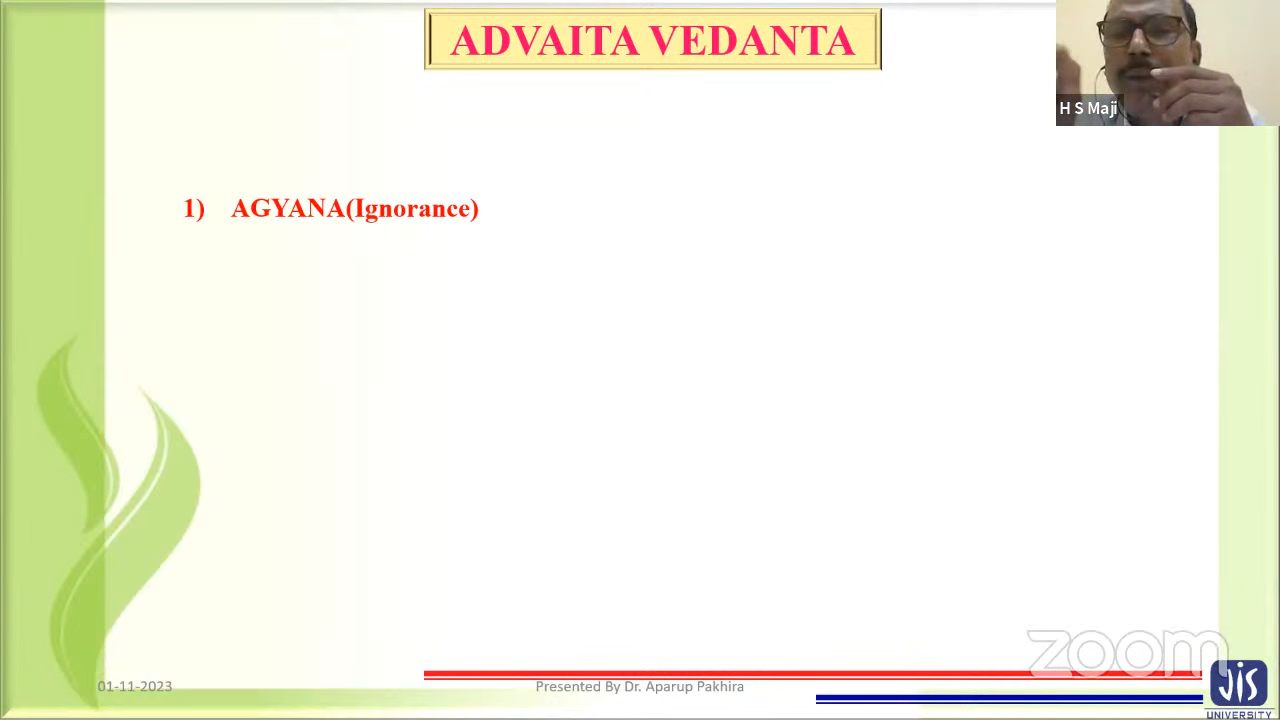 ADVAITA VEDANTA
H S Maji
1) AGYANA(Ignorance)
zoom
01-11-2023
Presented By Dr. Aparup Pakhira
JIS
UNIVERSITY